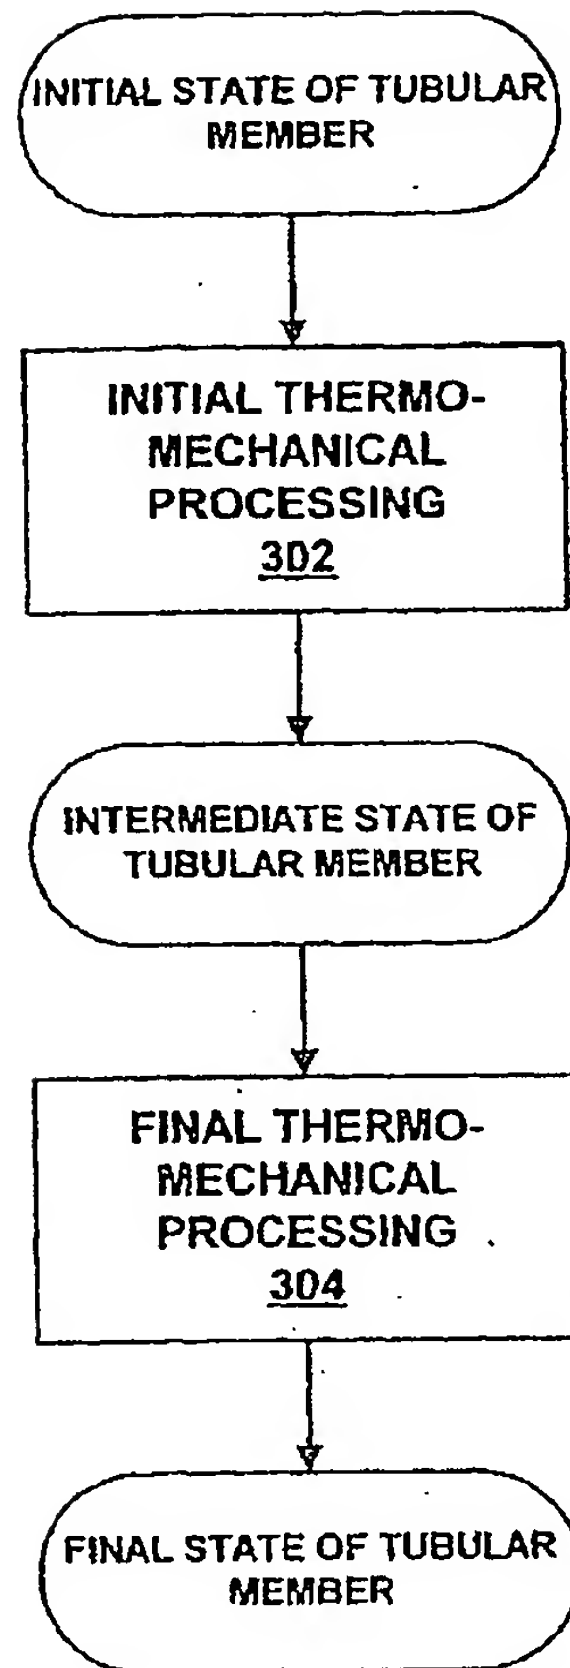 INITIAL STATE OF TUBULAR
MEMBER
INITIAL THERMO-
MECHANICAL
PROCESSING
302
INTERMEDIATE STATE OF
TUBULAR MEMBER
FINAL THERMO-
MECHANICAL
PROCESSING
304
FINAL STATE OF TUBULAR
MEMBER